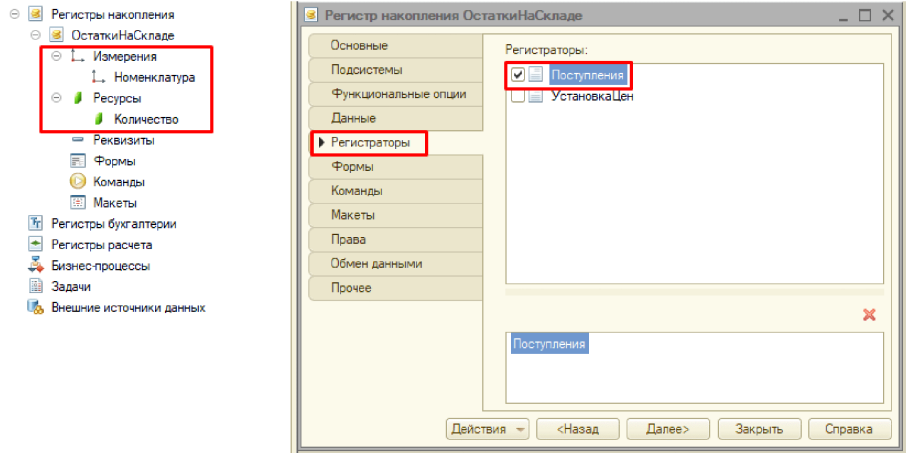 Регистры накопления
ОстаткиНаСкладе
Измерения
Номенклатура
Ресурсы
Количество
Реквизиты
Формы
Команды
Макеты
Регистры бухгалтерии
Регистры расчета
Бизнес-процессы
Задачи
Внешние источники данных
Регистр накопления ОстаткиНаСкладе
Основные
Подсистемы
Функциональные опции
Данные
Регистраторы
Формы
Команды
Макеты
Права
Обмен данными
Прочее
Регистраторы:
Поступления
УстановкаЦен
Поступления
Действия
<Назад
Далее>
Закрыть
Справка